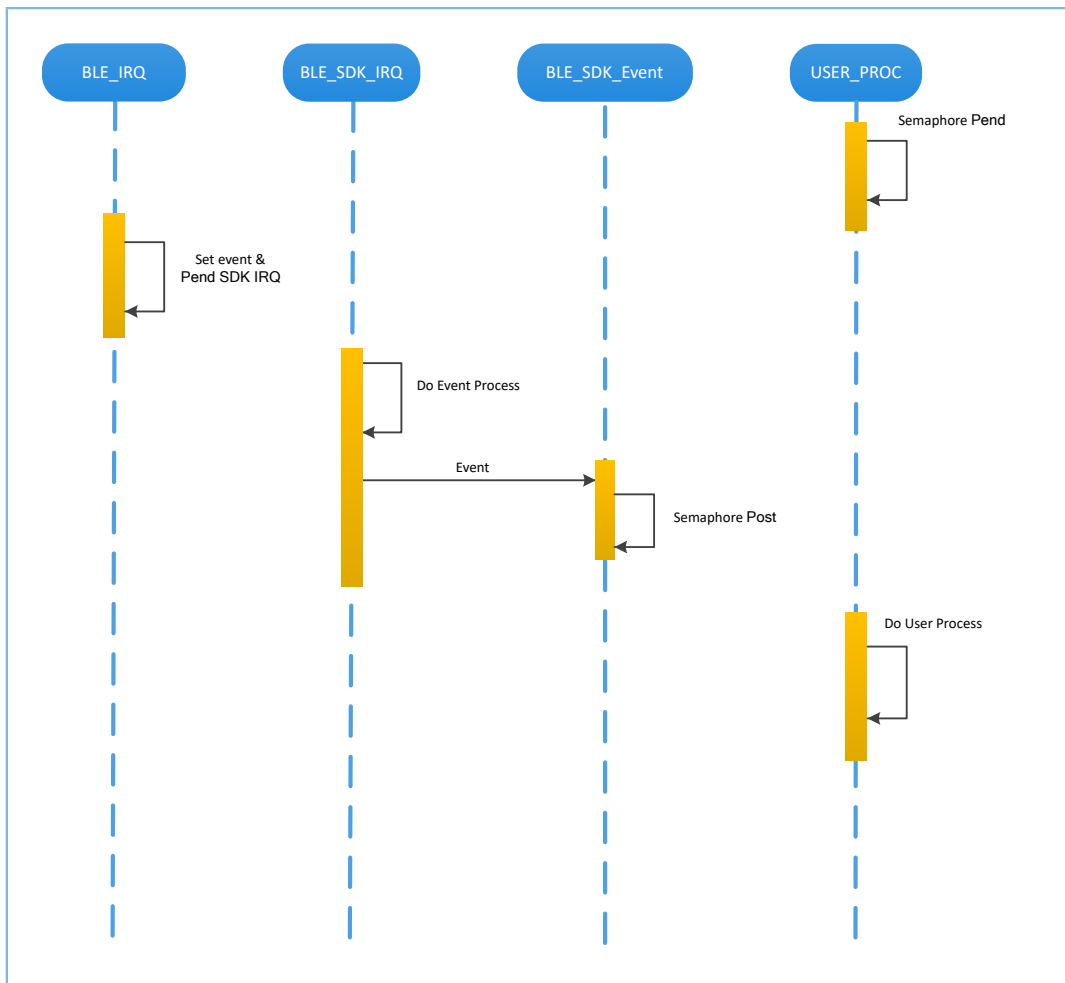 BLE_IRQ
BLE_SDK_IRQ
BLE_SDK_Event
USER_PROC
Semaphore Pend
Set event &
Pend SDK IRQ
Do Event Process
Event
Semaphore Post
Do User Process